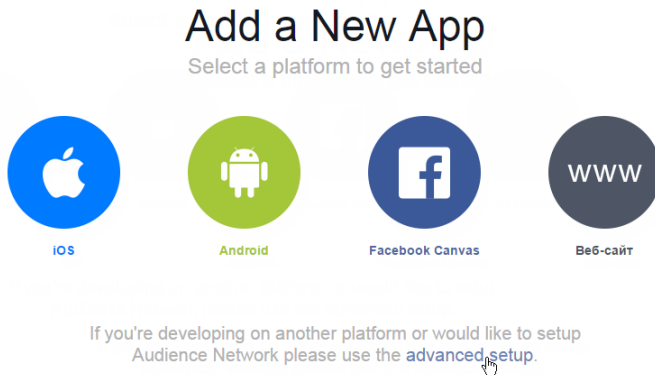 Add a New App
Select a platform to get started
www
iOS
Android
Facebook Canvas
Веб-сайт
If you're developing on another platform or would like to setup
Audience Network please use the advanced setup.